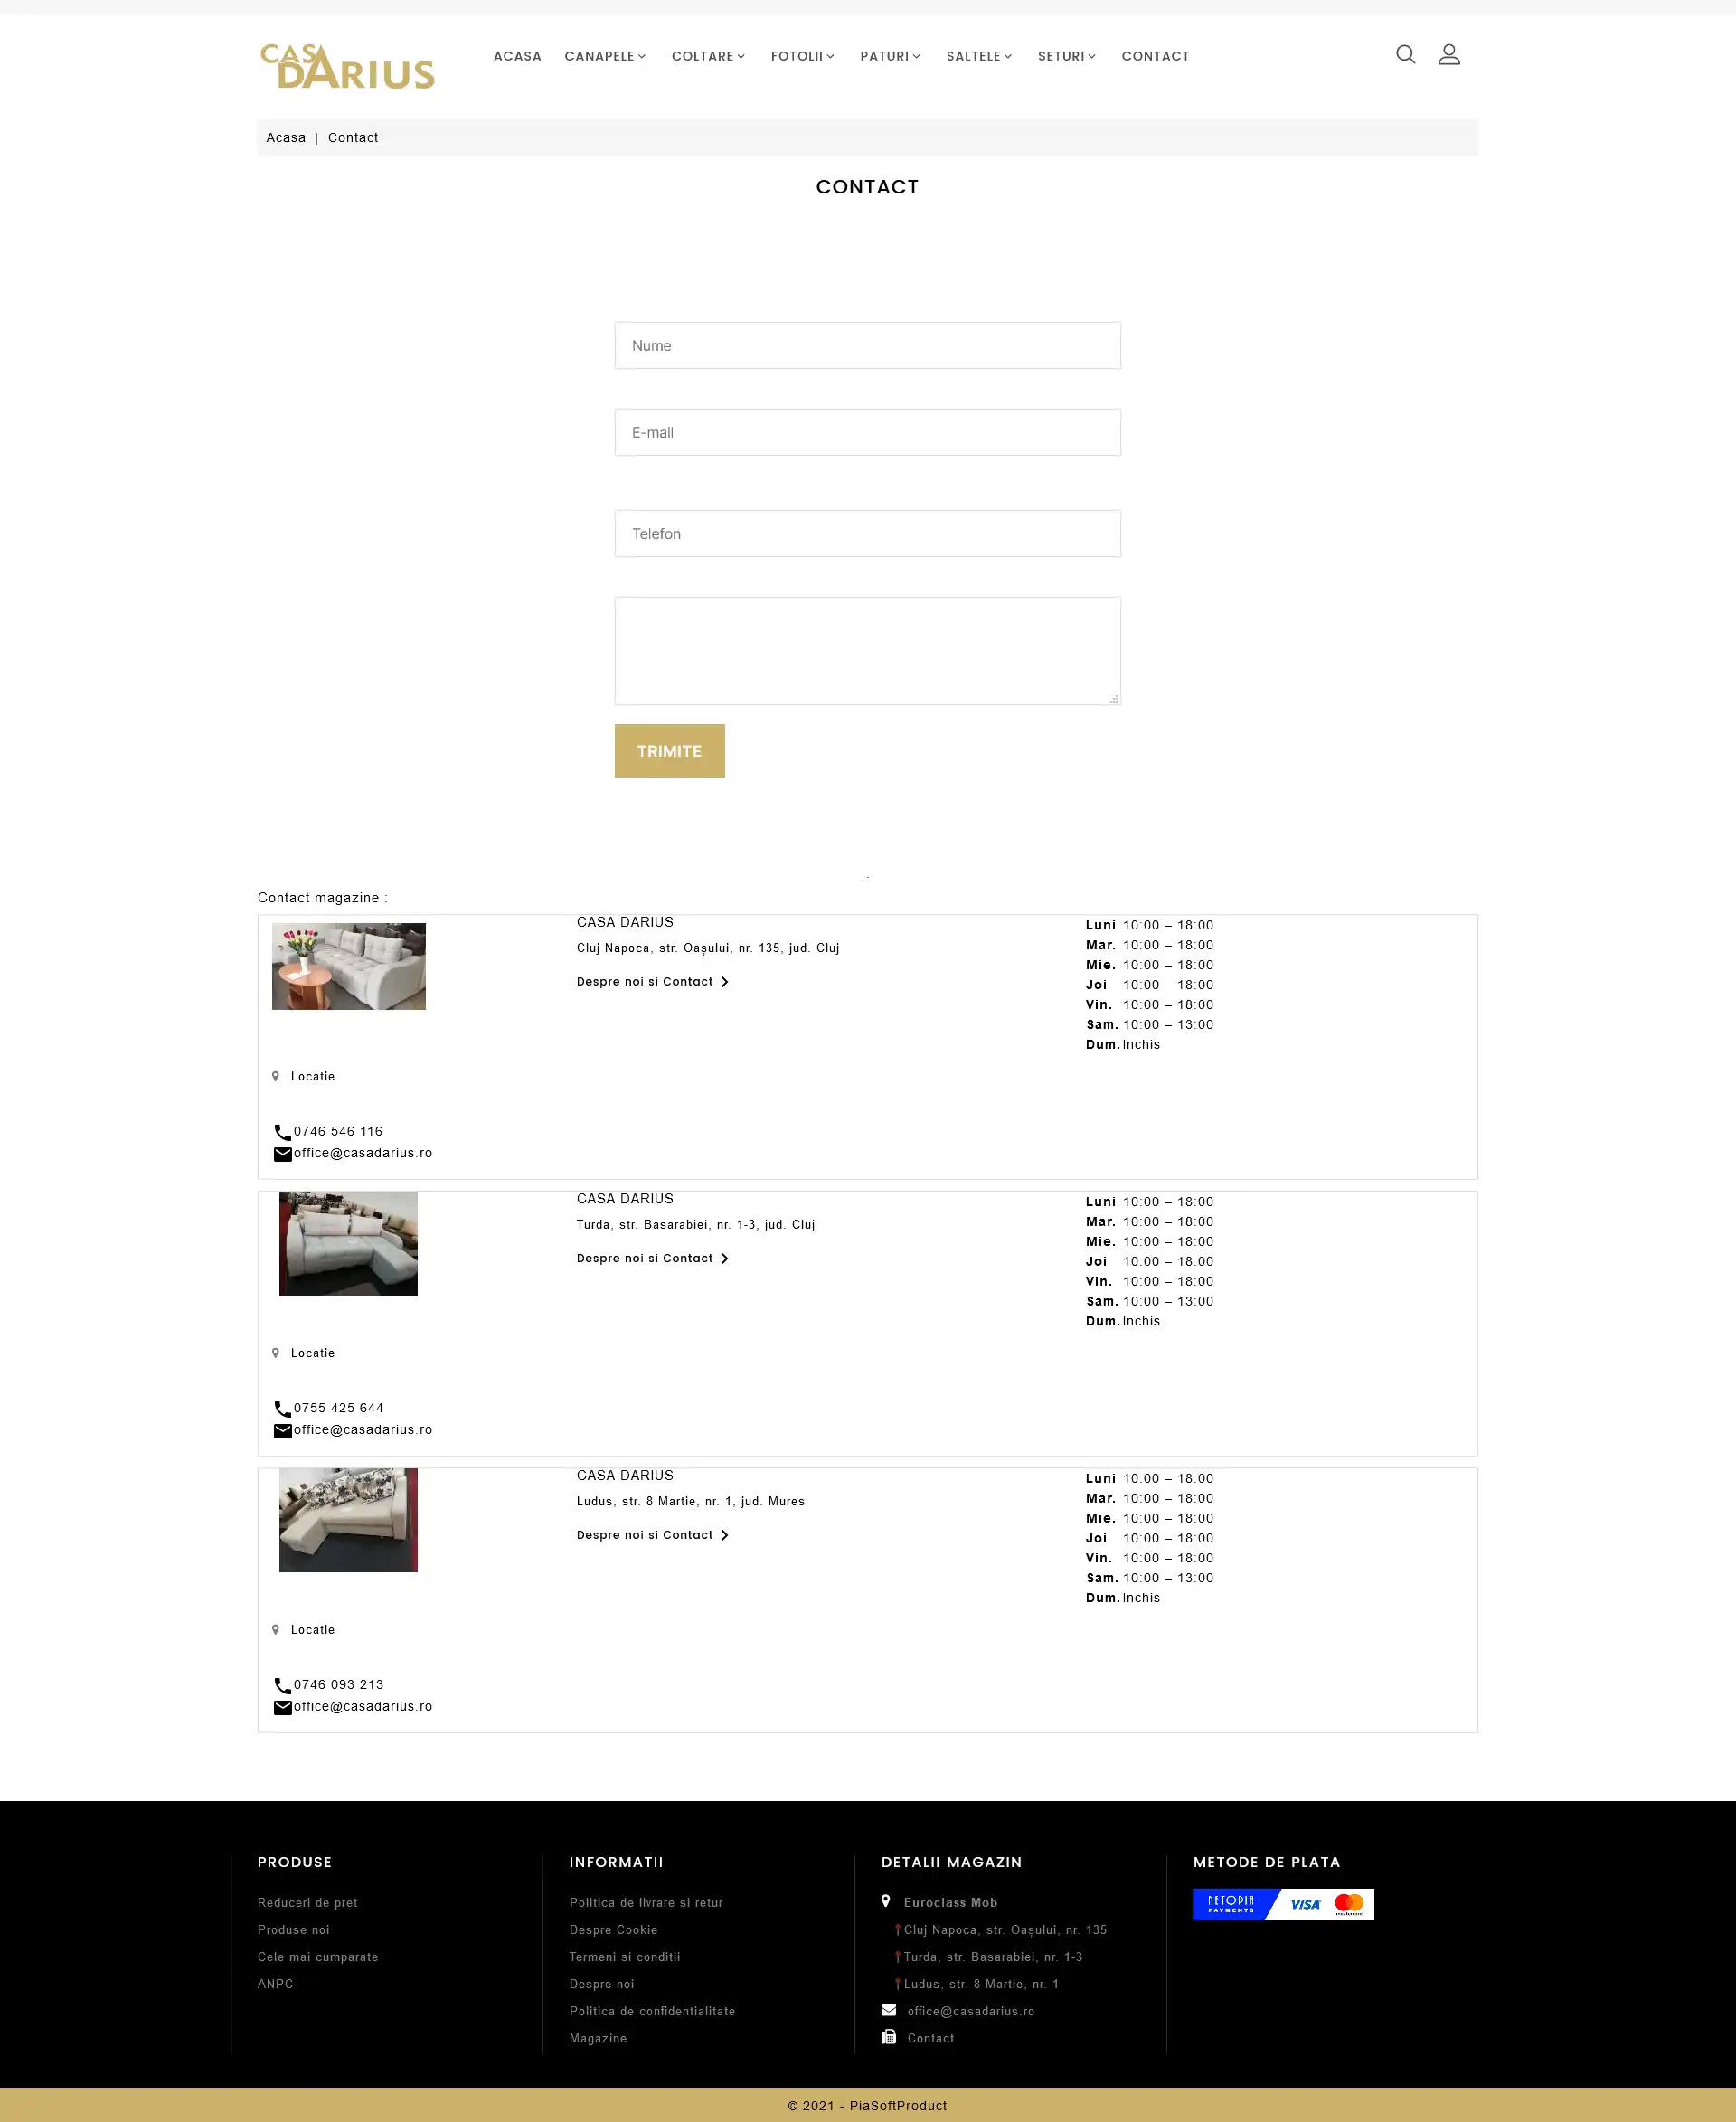 CASA
DARIUS
ACASA CANAPELE COLTARE FOTOLII PATURI SALTELE SETURI CONTACT
Acasa | Contact
CONTACT
Nume
E-mail
Telefon
TRIMITE
.
Contact magazine :
CASA DARIUS
Cluj Napoca, str. Oașului, nr. 135, jud. Cluj
Despre noi si Contact
Luni 10:00 – 18:00
Mar. 10:00 – 18:00
Mie. 10:00 – 18:00
Joi 10:00 – 18:00
Vin. 10:00 – 18:00
Sam. 10:00 – 13:00
Dum. Inchis
Locatie
0746 546 116
office@casadarius.ro
CASA DARIUS
Turda, str. Basarabiei, nr. 1-3, jud. Cluj
Despre noi si Contact
Luni 10:00 – 18:00
Mar. 10:00 – 18:00
Mie. 10:00 – 18:00
Joi 10:00 – 18:00
Vin. 10:00 – 18:00
Sam. 10:00 – 13:00
Dum. Inchis
Locatie
0755 425 644
office@casadarius.ro
CASA DARIUS
Ludus, str. 8 Martie, nr. 1, jud. Mures
Despre noi si Contact
Luni 10:00 – 18:00
Mar. 10:00 – 18:00
Mie. 10:00 – 18:00
Joi 10:00 – 18:00
Vin. 10:00 – 18:00
Sam. 10:00 – 13:00
Dum. Inchis
Locatie
0746 093 213
office@casadarius.ro
PRODUSE
Reduceri de pret
Produse noi
Cele mai cumparate
ANPC
INFORMATII
Politica de livrare si retur
Despre Cookie
Termeni si conditii
Despre noi
Politica de confidentialitate
Magazine
DETALII MAGAZIN
Euroclass Mob
Cluj Napoca, str. Oașului, nr. 135
Turda, str. Basarabiei, nr. 1-3
Ludus, str. 8 Martie, nr. 1
office@casadarius.ro
Contact
METODE DE PLATA
NETOPIA
PAYMENTS
VISA
mastercard
© 2021 - PiaSoftProduct